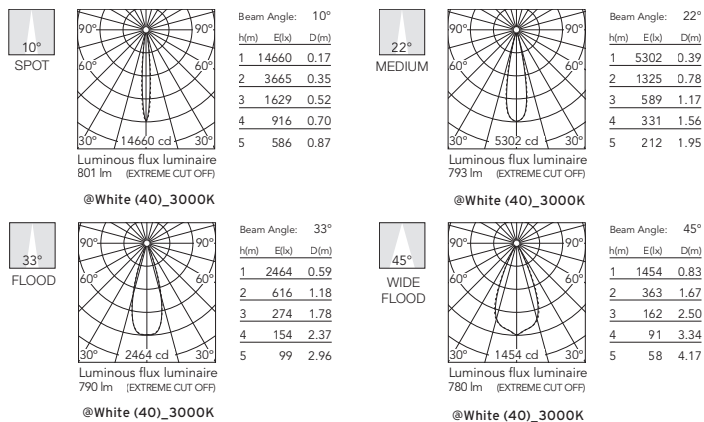 10°
SPOT
90° 90°
60° 60°
30° 14660 cd 30°
Luminous flux luminaire
801 lm (EXTREME CUT OFF)
@White (40)_3000K
Beam Angle: 10°
h(m) E(lx) D(m)
1 14660 0.17
2 3665 0.35
3 1629 0.52
4 916 0.70
5 586 0.87
22°
MEDIUM
90° 90°
60° 60°
30° 5302 cd 30°
Luminous flux luminaire
793 lm (EXTREME CUT OFF)
@White (40)_3000K
Beam Angle: 22°
h(m) E(lx) D(m)
1 5302 0.39
2 1325 0.78
3 589 1.17
4 331 1.56
5 212 1.95
33°
FLOOD
90° 90°
60° 60°
30° 2464 cd 30°
Luminous flux luminaire
790 lm (EXTREME CUT OFF)
@White (40)_3000K
Beam Angle: 33°
h(m) E(lx) D(m)
1 2464 0.59
2 616 1.18
3 274 1.78
4 154 2.37
5 99 2.96
45°
WIDE
FLOOD
90° 90°
60° 60°
30° 1454 cd 30°
Luminous flux luminaire
780 lm (EXTREME CUT OFF)
@White (40)_3000K
Beam Angle: 45°
h(m) E(lx) D(m)
1 1454 0.83
2 363 1.67
3 162 2.50
4 91 3.34
5 58 4.17